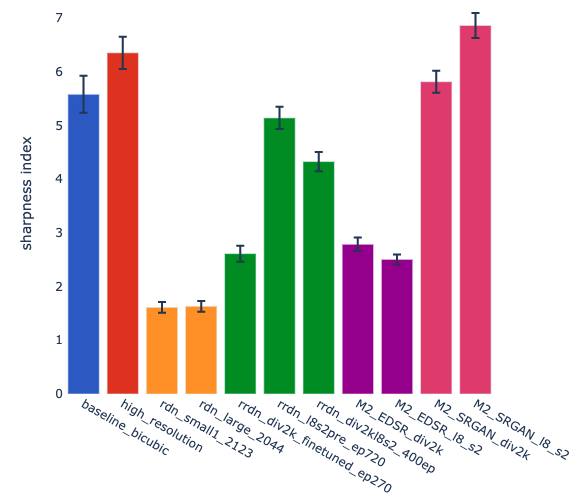 7
6
5
4
3
2
1
0
sharpness index
baseline_bicubic
high_resolution
rdn_small1_2123
rdn_large_2044
rrdn_div2k_finetuned_ep270
rrdn_l8s2pre_ep720
rrdn_div2kl8s2_400ep
M2_EDSR_div2k
M2_EDSR_l8_s2
M2_SRGAN_div2k
M2_SRGAN_l8_s2